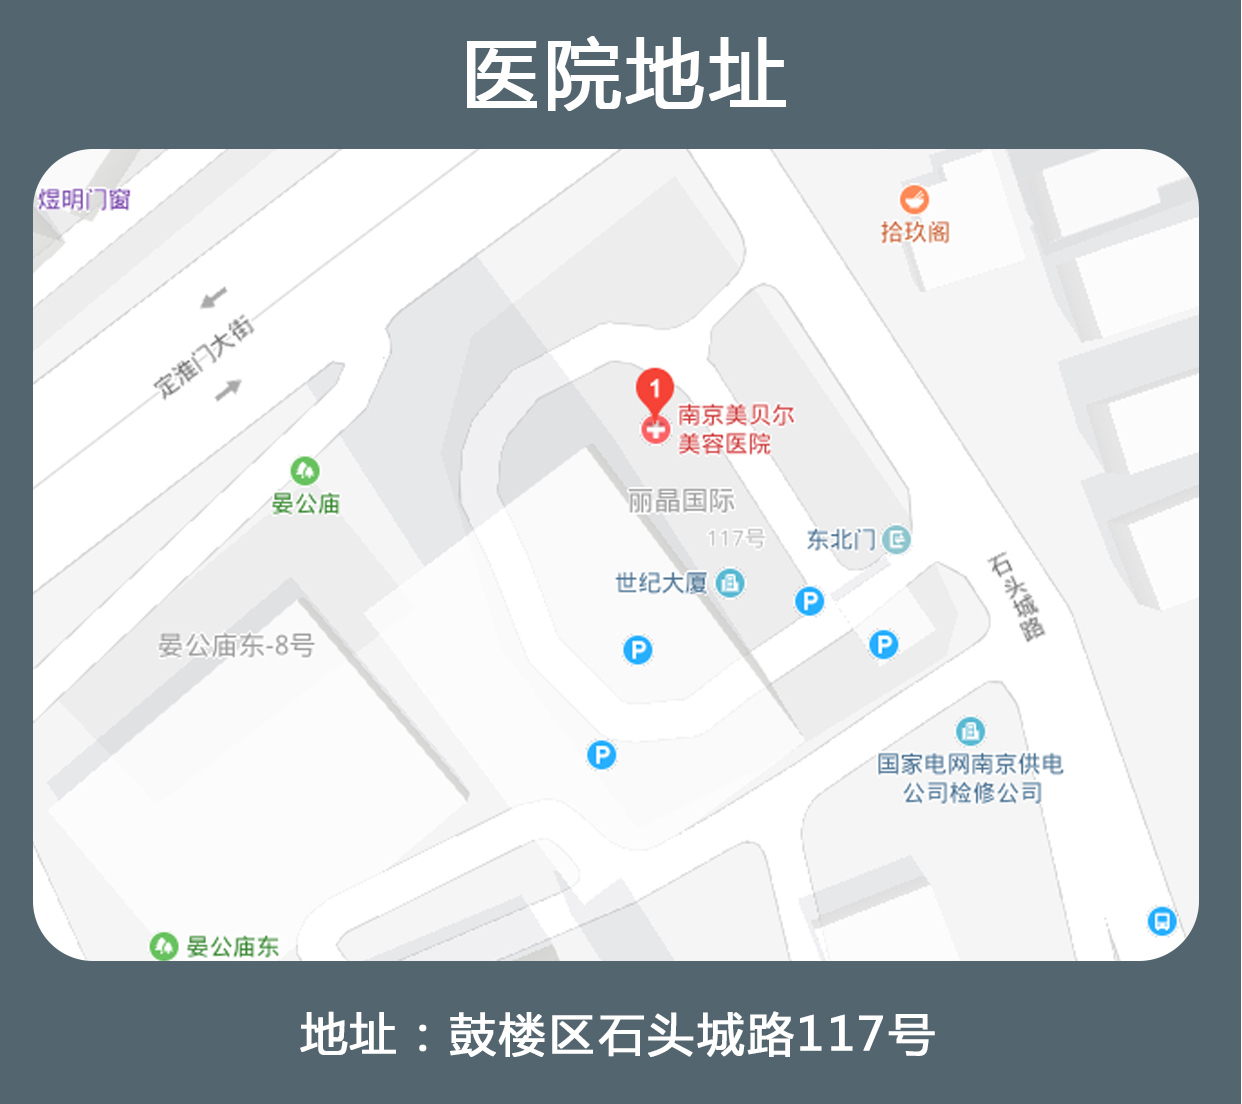 医院地址
煜明门窗
拾玖阁
定淮门大街
1
南京美贝尔
美容医院
晏公庙
丽晶国际
117号
东北门
石头城路
世纪大厦
P
P
晏公庙东-8号
P
P
国家电网南京供电
公司检修公司
晏公庙东
地址：鼓楼区石头城路117号